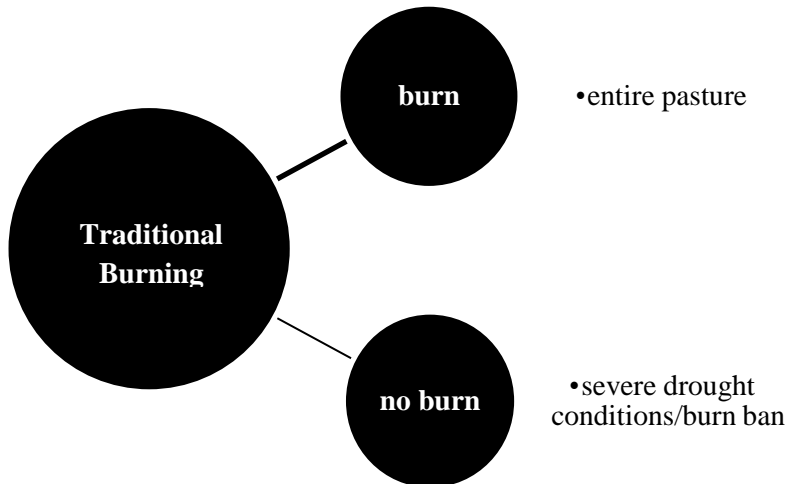 burn
•entire pasture
Traditional
Burning
no burn
•severe drought
conditions/burn ban